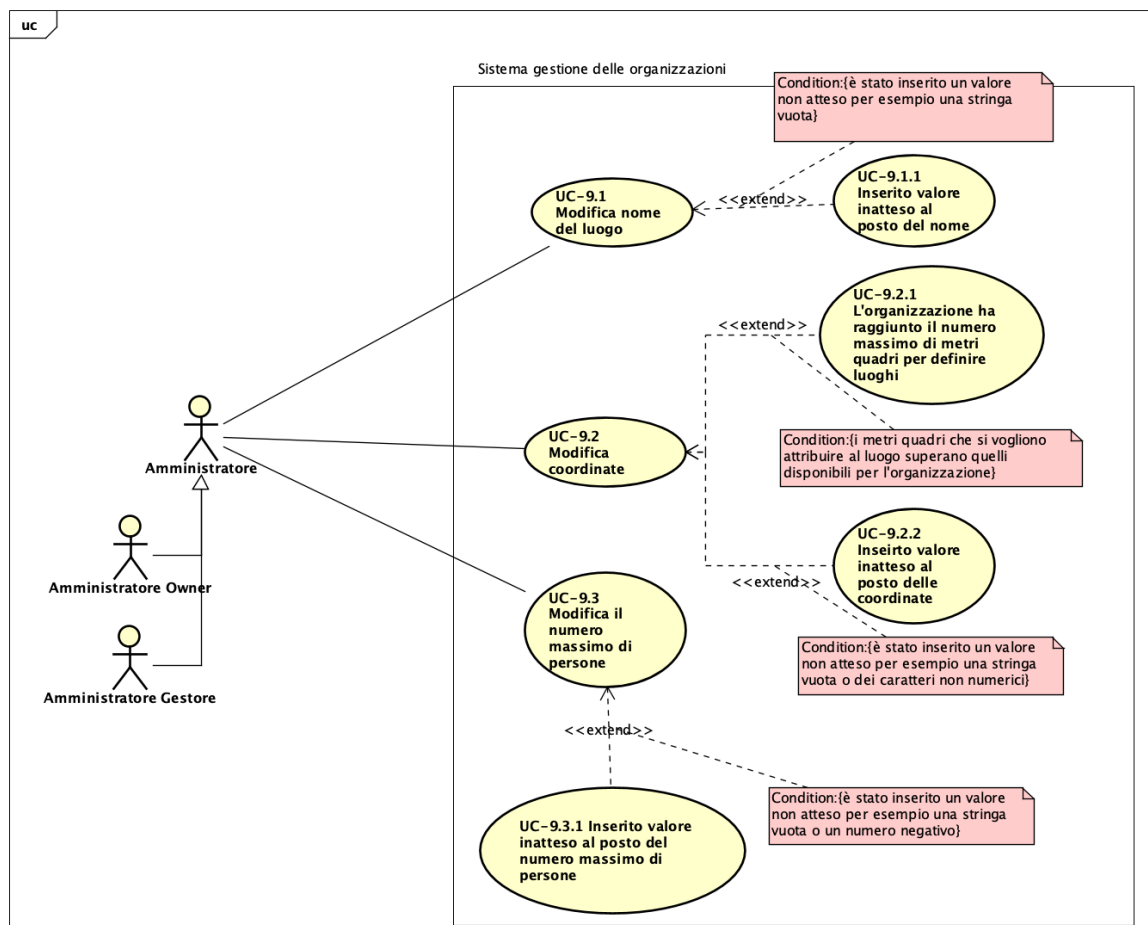 uc
Sistema gestione delle organizzazioni
Condition:{è stato inserito un valore
non atteso per esempio una stringa
vuota}
UC-9.1
Modifica nome
del luogo
<<extend>>
UC-9.1.1
Inserito valore
inatteso al
posto del nome
UC-9.2.1
L'organizzazione ha
raggiunto il numero
massimo di metri
quadri per definire
luoghi
<<extend>>
Amministratore
UC-9.2
Modifica
coordinate
Condition:{i metri quadri che si vogliono
attribuire al luogo superano quelli
disponibili per l'organizzazione}
UC-9.2.2
Inseirto valore
inatteso al
posto delle
coordinate
<<extend>>
Amministratore Owner
UC-9.3
Modifica il
numero
massimo di
persone
Condition:{è stato inserito un valore
non atteso per esempio una stringa
vuota o dei caratteri non numerici}
Amministratore Gestore
<<extend>>
Condition:{è stato inserito un valore
non atteso per esempio una stringa
vuota o un numero negativo}
UC-9.3.1 Inserito valore
inatteso al posto del
numero massimo di
persone